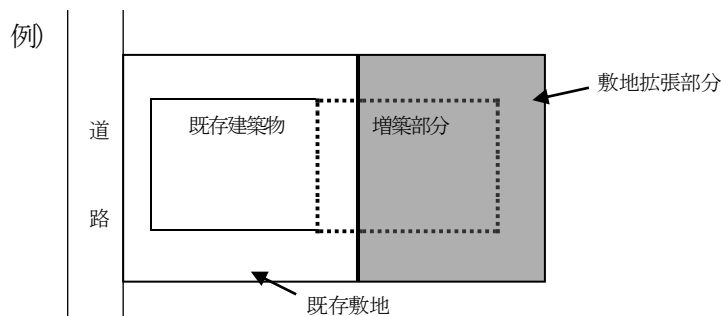 例)
敷地拡張部分
既存建築物
増築部分
道
路
既存敷地